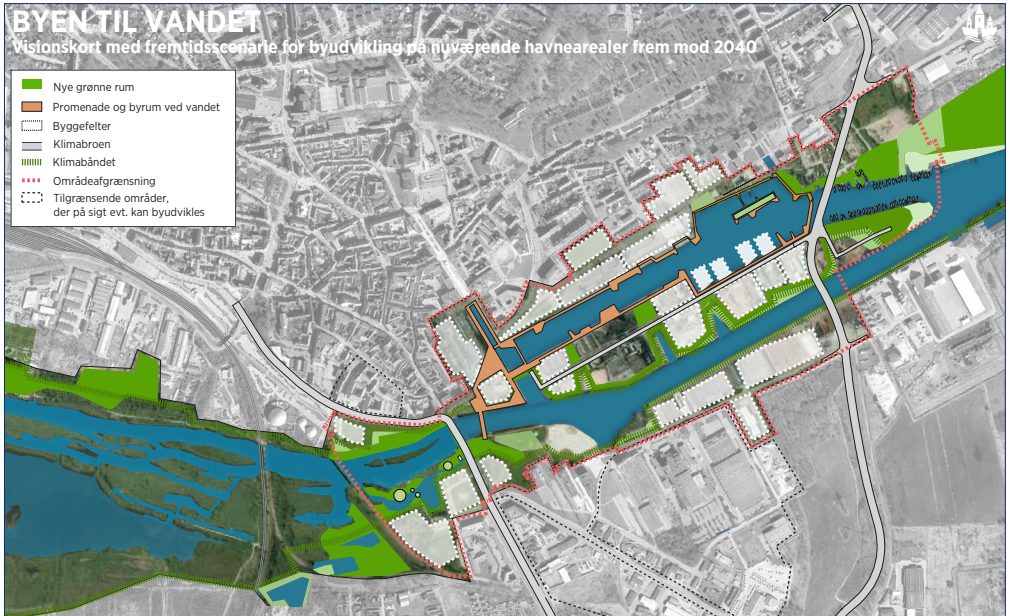 BYEN TIL VANDET
Visionskort med fremtidsscenarie for byudvikling på nuværende havnearealer frem mod 2040
Nye grønne rum
Promenade og byrum ved vandet
Byggefelter
Klimabroen
Klimabåndet
Områdeafgrænsning
Tilgrænsende områder,
der på sigt evt. kan byudvikles